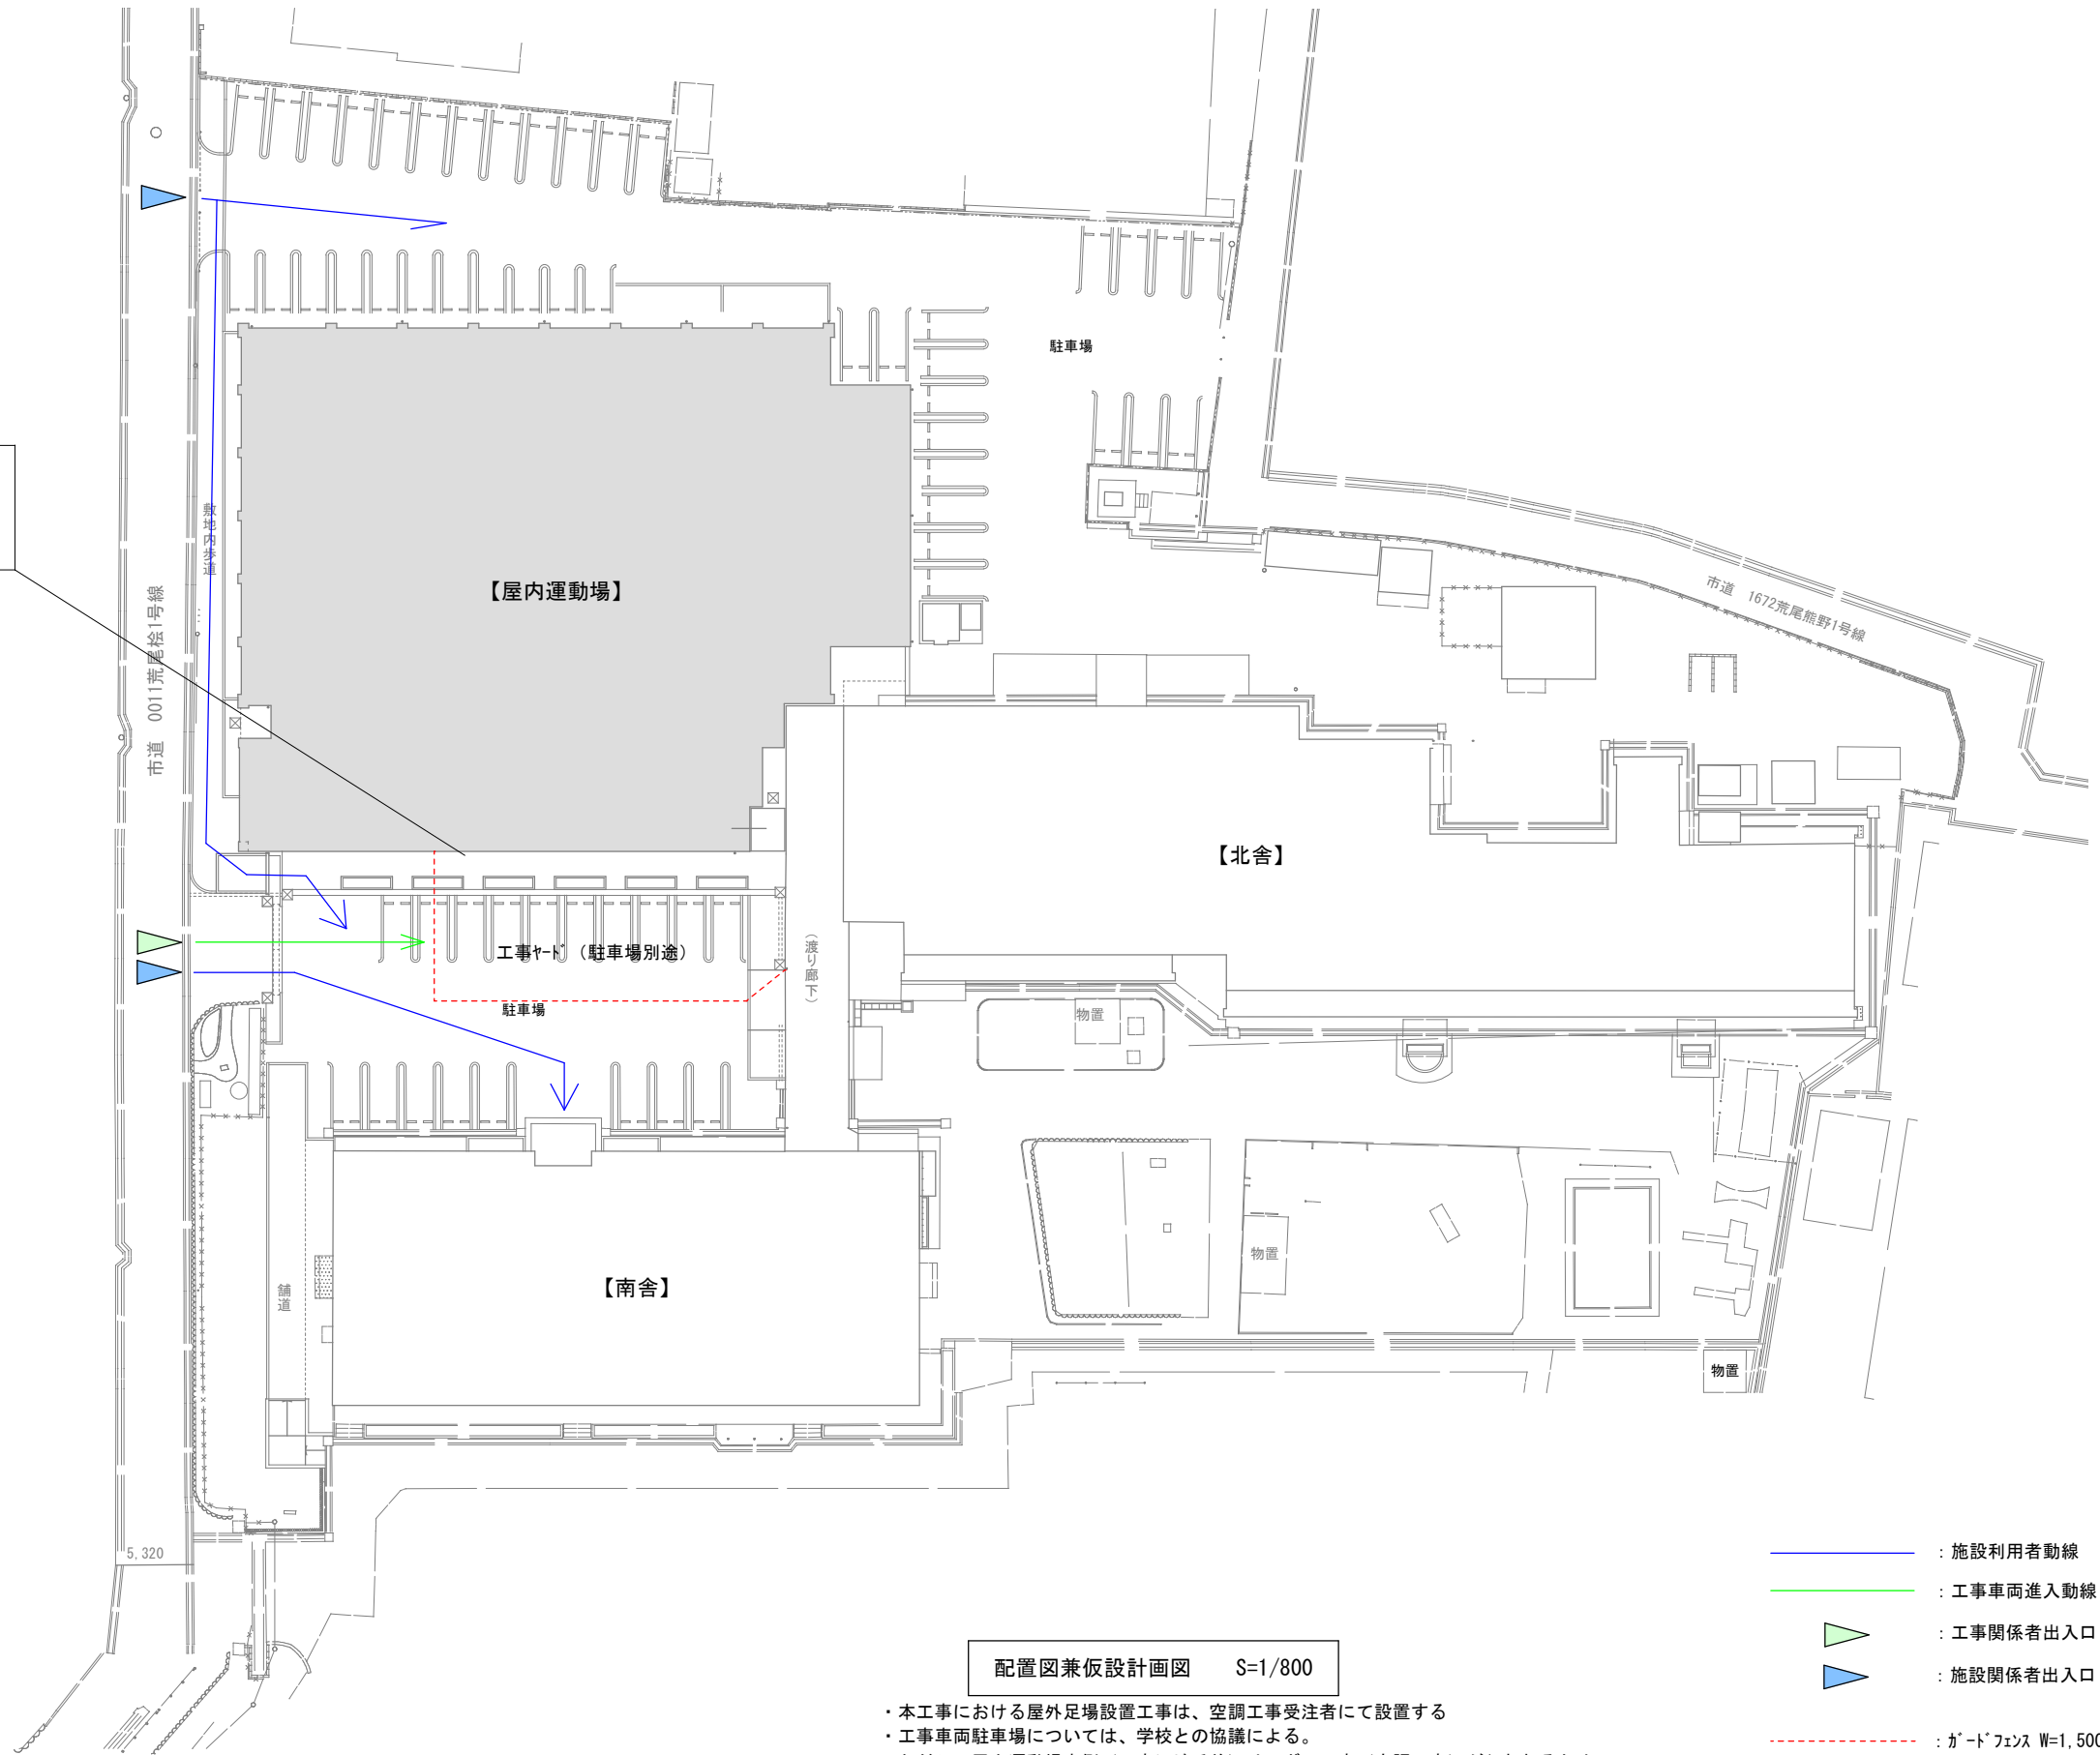 駐車場
敷地内歩道
【屋内運動場】
市道 0011荒尾桧1号線
市道 1672荒尾熊野1号線
【北舎】
工事ﾔｰﾄﾞ（駐車場別途）
（渡り廊下）
駐車場
物置
物置
【南舎】
舗道
物置
5,320
：施設利用者動線
：工事車両進入動線
：工事関係者出入口
：施設関係者出入口
：ｶﾞｰﾄﾞﾌｪﾝｽ W=1,500
配置図兼仮設計画図 S=1/800
・本工事における屋外足場設置工事は、空調工事受注者にて設置する
・工事車両駐車場については、学校との協議による。